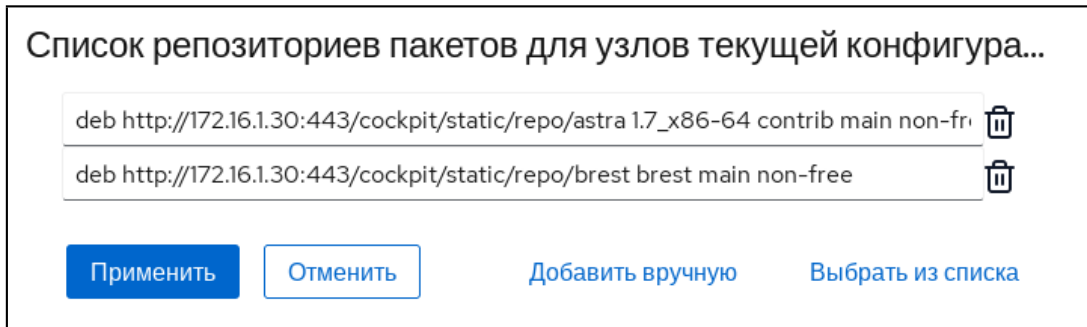 Список репозиториев пакетов для узлов текущей конфигура...
deb http://172.16.1.30:443/cockpit/static/repo/astra 1.7_x86-64 contrib main non-fr
deb http://172.16.1.30:443/cockpit/static/repo/brest brest main non-free
Применить Отменить Добавить вручную Выбрать из списка